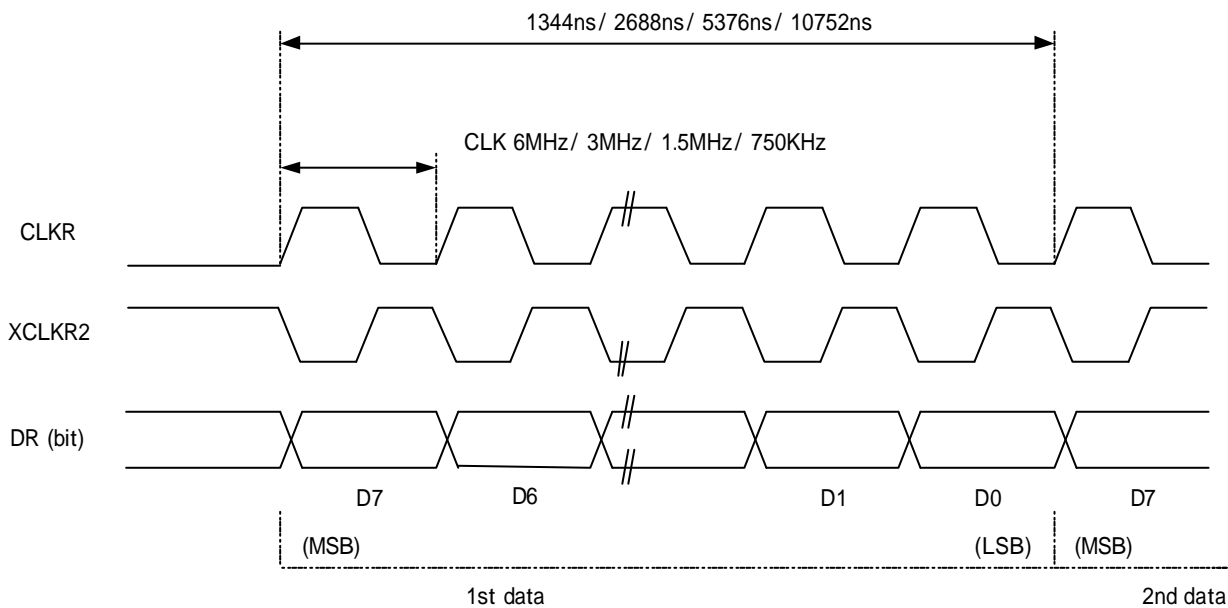 1344ns/ 2688ns/ 5376ns/ 10752ns
CLK 6MHz/ 3MHz/ 1.5MHz/ 750KHz
CLKR
XCLKR2
DR (bit)
D7 D6 D1 D0 D7
(MSB) (LSB) (MSB)
1st data 2nd data